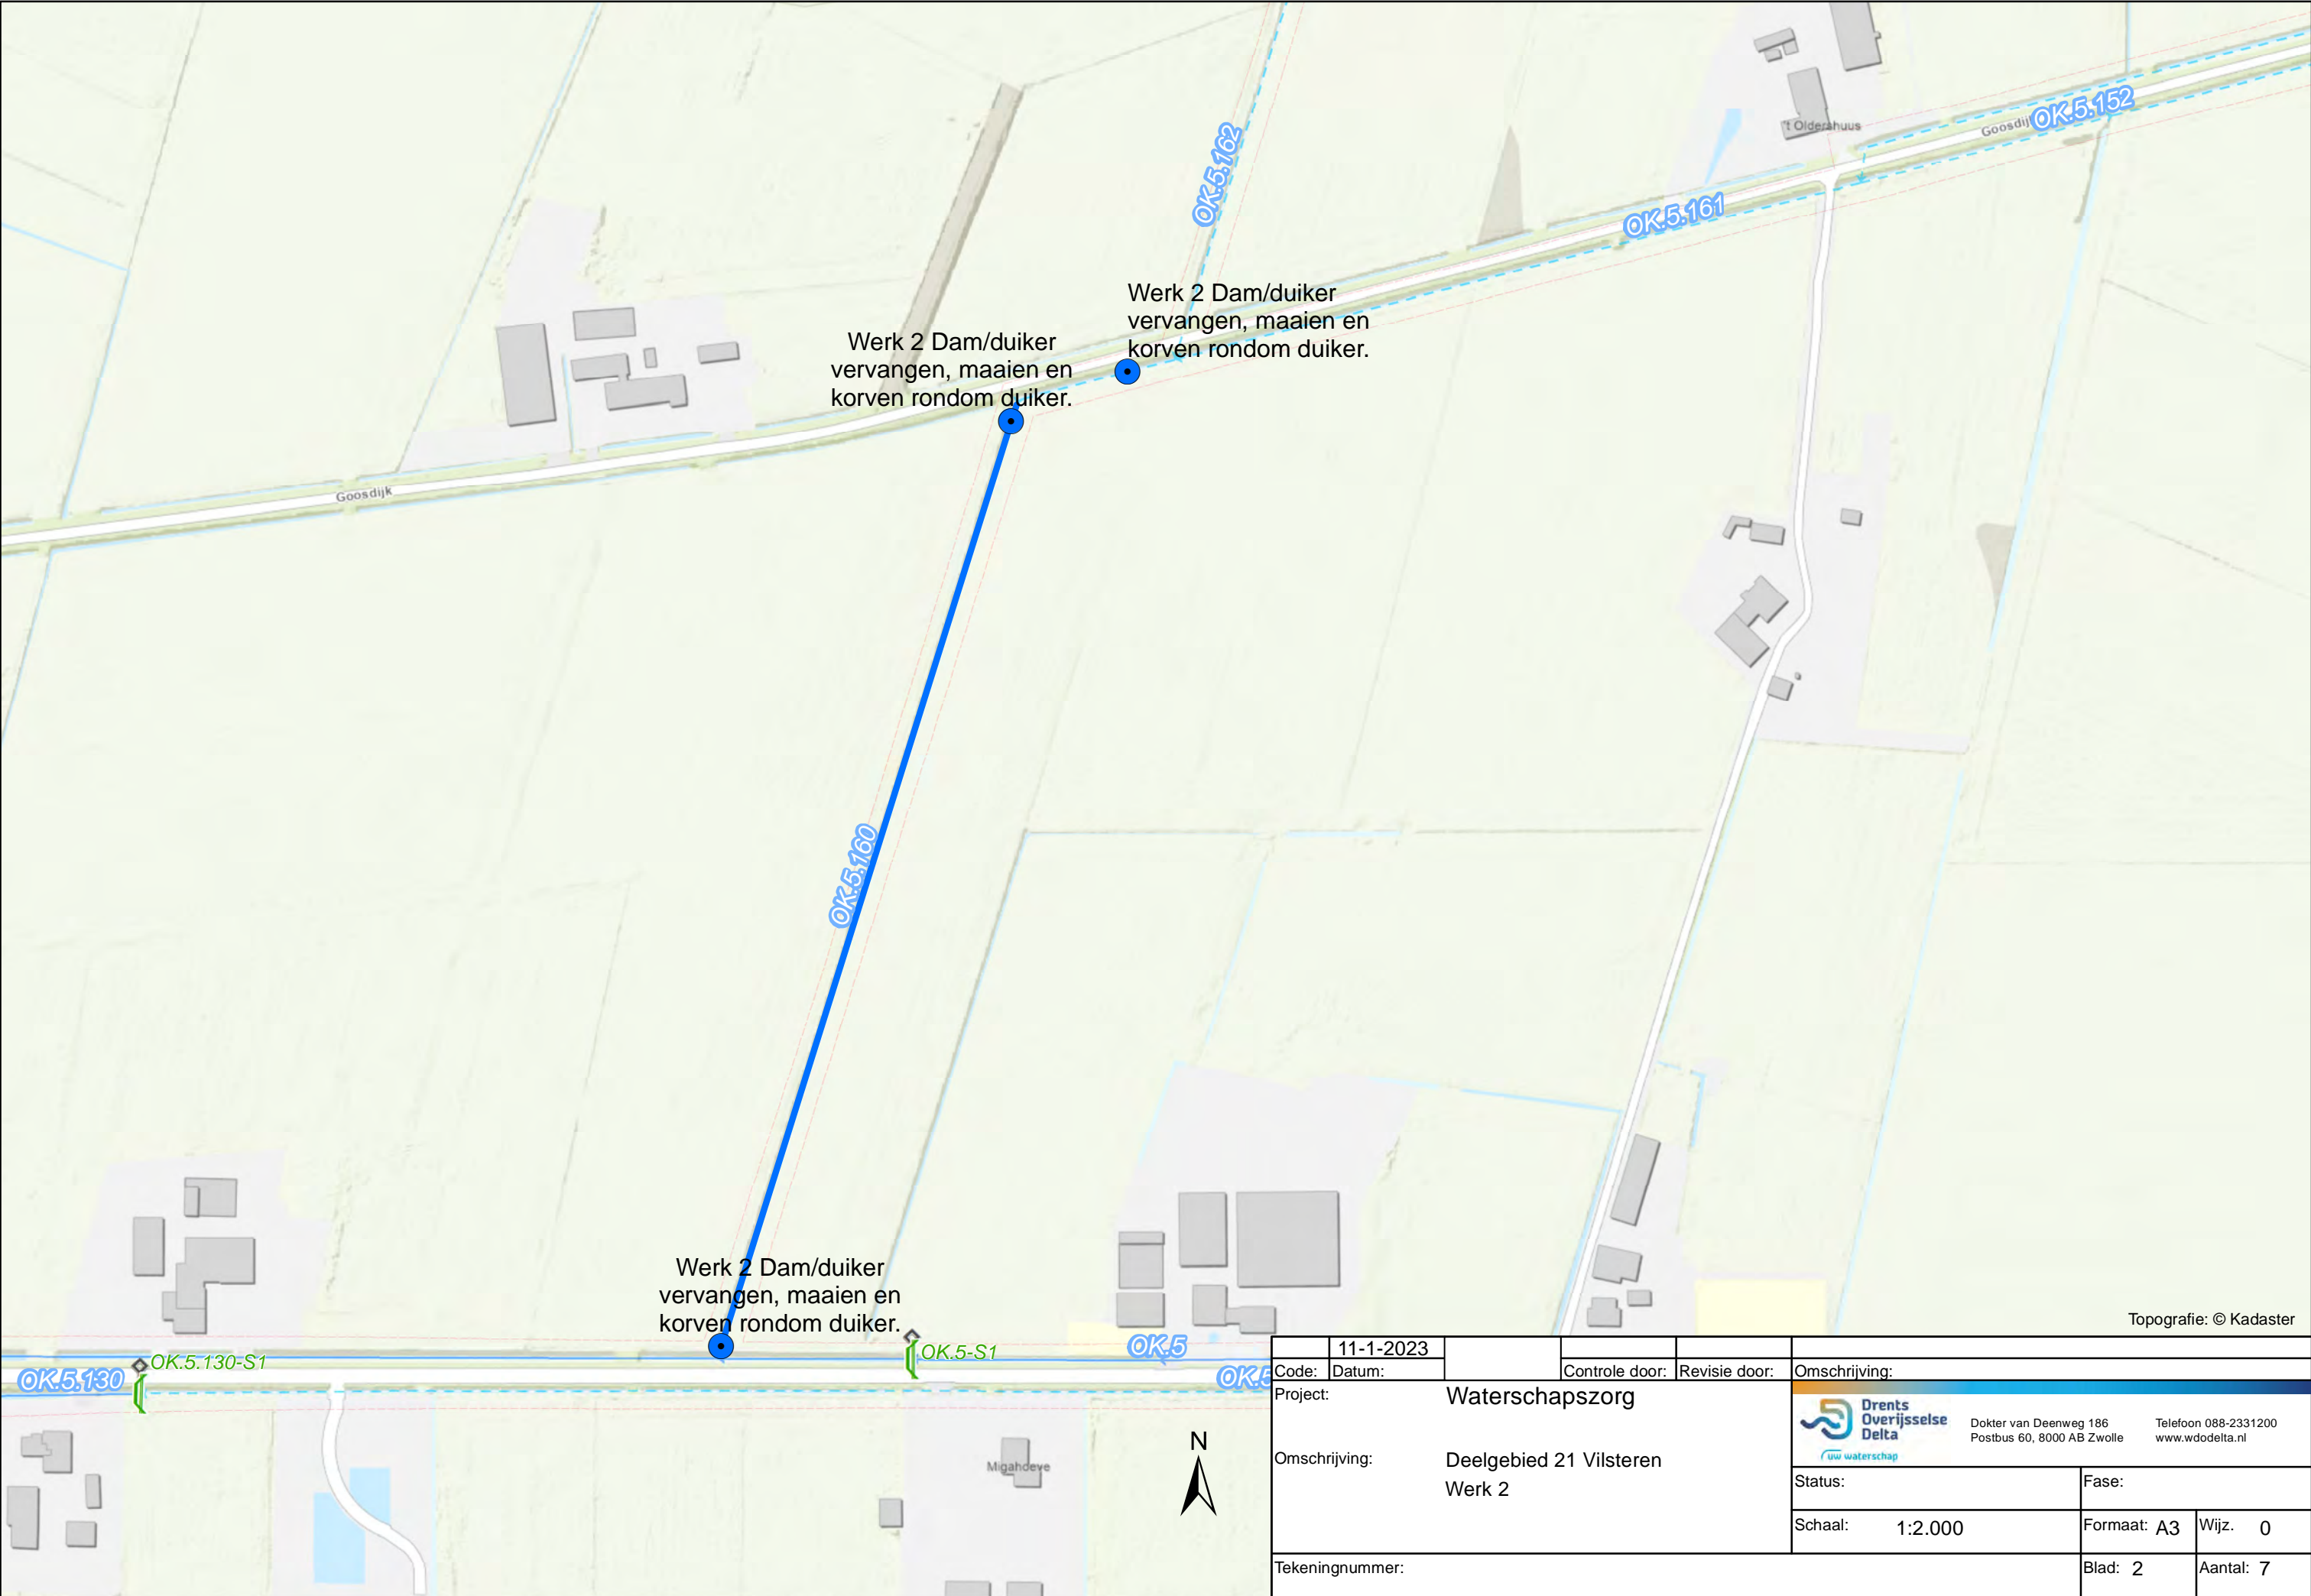 OK.5.162
't Oldershuus
OK.5.152
OK.5.161
Werk 2 Dam/duiker
vervangen, maaien en
korven rondom duiker.
Werk 2 Dam/duiker
vervangen, maaien en
korven rondom duiker.
Goosdijk
OK.5.160
Werk 2 Dam/duiker
vervangen, maaien en
korven rondom duiker.
OK.5.130-S1
OK.5.130
OK.5-S1
OK.5
OK.5
Migahoeve
N
Topografie: © Kadaster
11-1-2023
Code: Datum: Controle door: Revisie door: Omschrijving:
Project: Waterschapszorg
Omschrijving: Deelgebied 21 Vilsteren
Werk 2
Tekeningnummer:
Drents
Overijsselse
Delta
uw waterschap
Dokter van Deenweg 186
Postbus 60, 8000 AB Zwolle
Telefoon 088-2331200
www.wdodelta.nl
Status: Fase:
Schaal: 1:2.000 Formaat: A3 Wijz. 0
Blad: 2 Aantal: 7